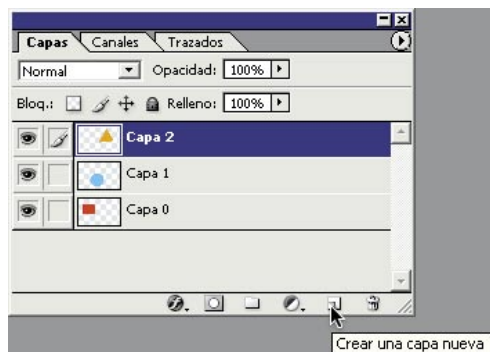 Capas Canales Trazados
Normal Opacidad: 100%
Bloq.: Relleno: 100%
Capa 2
Capa 1
Capa 0
Crear una capa nueva